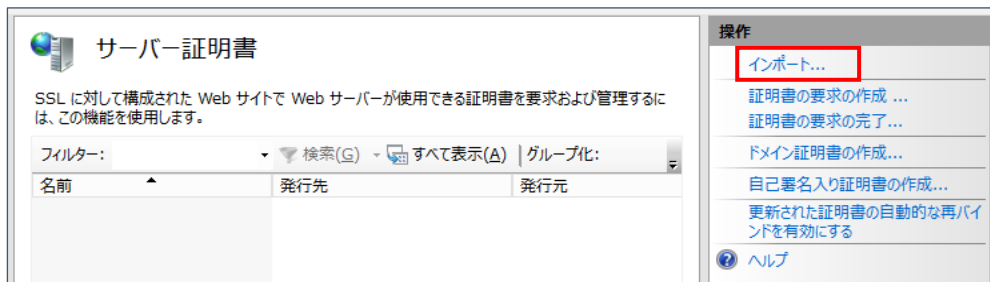 サーバー証明書
SSL に対して構成された Web サイトで Web サーバーが使用できる証明書を要求および管理するに
は、この機能を使用します。
フィルター: 検索(G) すべて表示(A) グループ化:
名前 発行先 発行元
操作
インポート...
証明書の要求の作成 ...
証明書の要求の完了...
ドメイン証明書の作成...
自己署名入り証明書の作成...
更新された証明書の自動的な再バイ
ンドを有効にする
ヘルプ